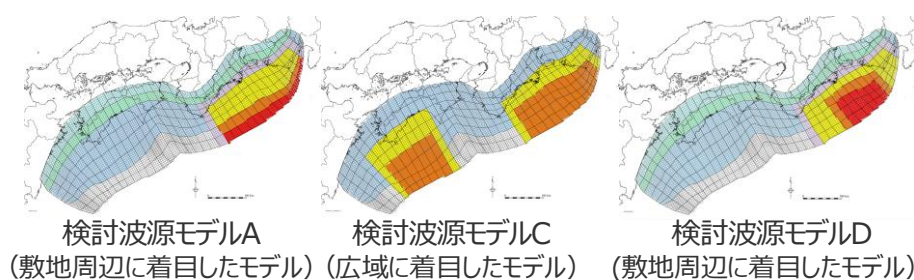 検討波源モデルA
(敷地周辺に着目したモデル)
検討波源モデルC
(広域に着目したモデル)
検討波源モデルD
(敷地周辺に着目したモデル)